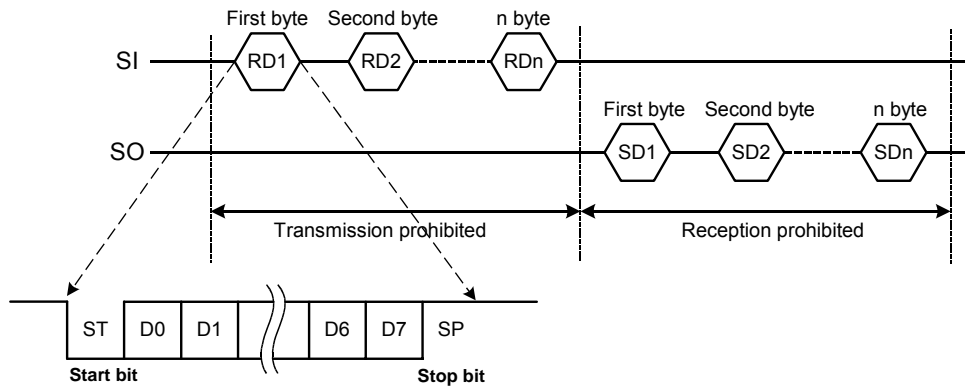 First byte Second byte n byte
SI RD1 RD2 RDn
First byte Second byte n byte
SO SD1 SD2 SDn
Transmission prohibited Reception prohibited
ST D0 D1 D6 D7 SP
Start bit Stop bit